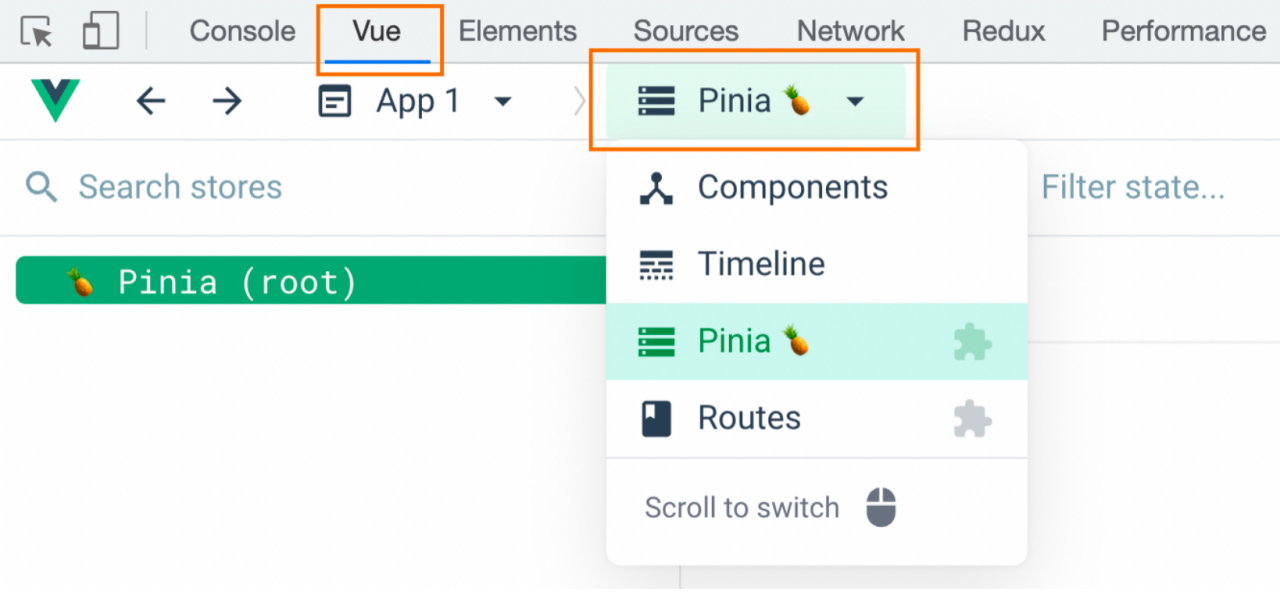 Console Vue Elements Sources Network Redux Performance
App 1 Pinia 🍍
Search stores Filter state...
Components
🍍 Pinia (root)
Timeline
Pinia 🍍
Routes
Scroll to switch